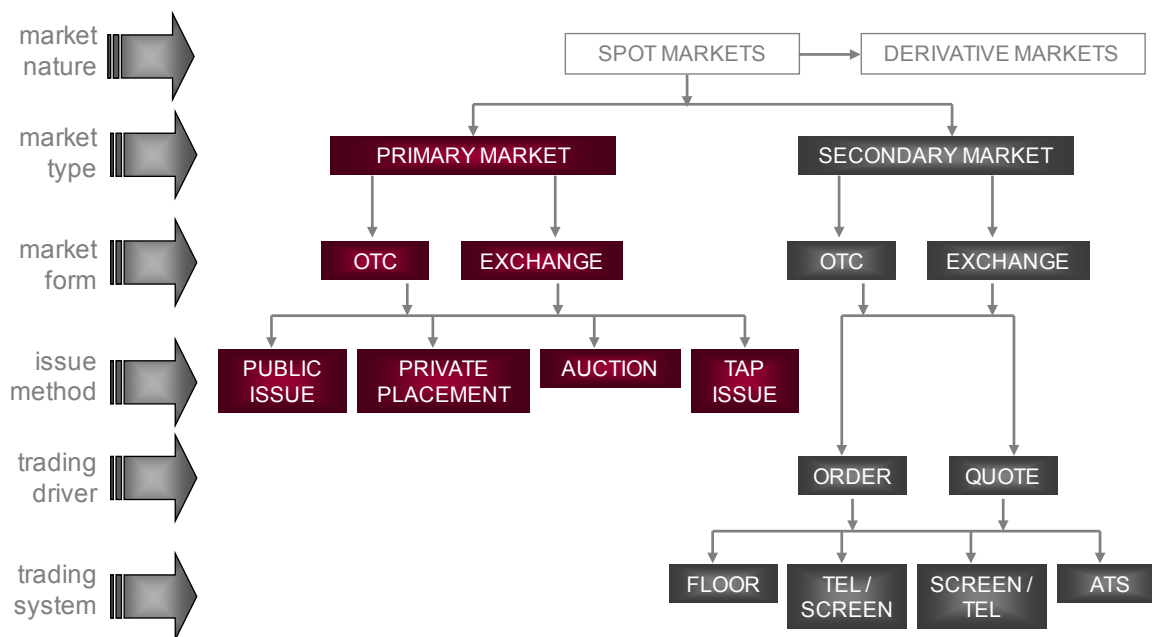 market
nature
SPOT MARKETS
DERIVATIVE MARKETS
market
type
PRIMARY MARKET
SECONDARY MARKET
market
form
OTC
EXCHANGE
OTC
EXCHANGE
issue
method
PUBLIC
ISSUE
PRIVATE
PLACEMENT
AUCTION
TAP
ISSUE
trading
driver
ORDER
QUOTE
trading
system
FLOOR
TEL /
SCREEN
SCREEN /
TEL
ATS